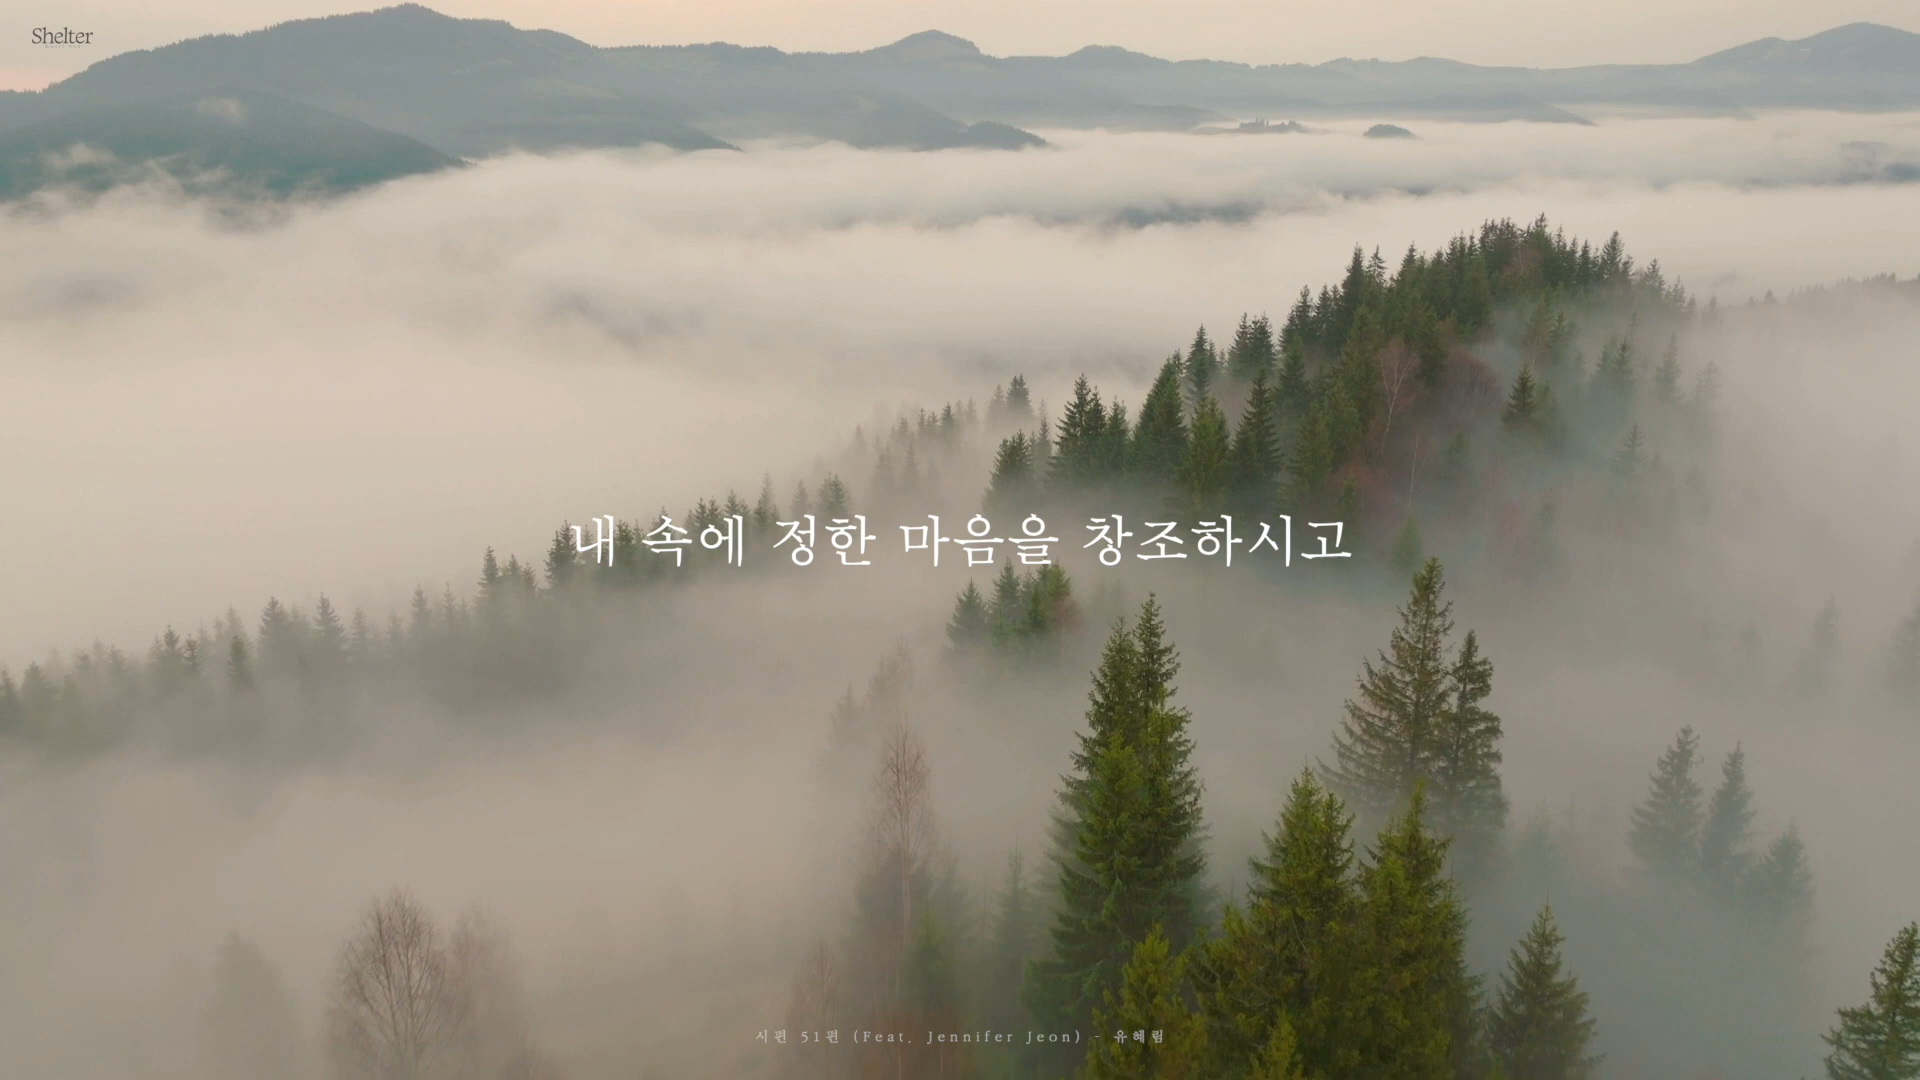 Shelter
내 속에 정한 마음을 창조하시고
시편 51편 (Feat. Jennifer Jeon) - 유혜림